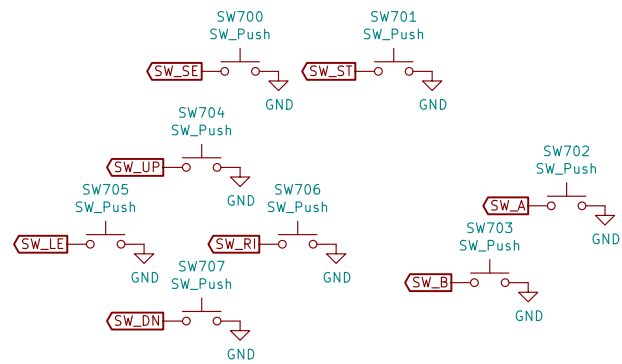 SW700
SW_Push
SW_SE
GND
SW701
SW_Push
SW_ST
GND
SW704
SW_Push
SW_UP
GND
SW702
SW_Push
SW_A
GND
SW705
SW_Push
SW_LE
GND
SW706
SW_Push
SW_RI
GND
SW703
SW_Push
SW_B
GND
SW707
SW_Push
SW_DN
GND